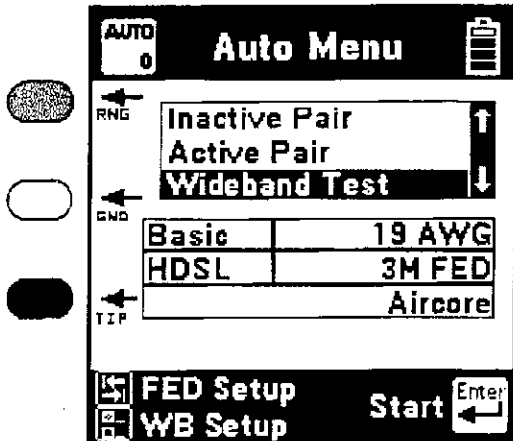 AUTO
0
Auto Menu
RNG
Inactive Pair
Active Pair
Wideband Test
GND
Basic 19 AWG
HDSL 3M FED
Aircore
TIP
FED Setup
WB Setup
Start
Enter